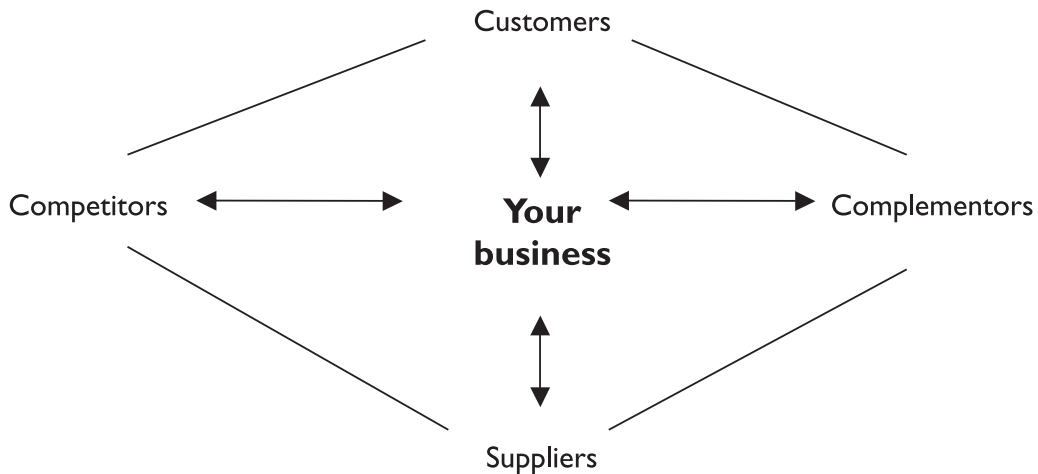 Customers
Competitors
Your
business
Complementors
Suppliers